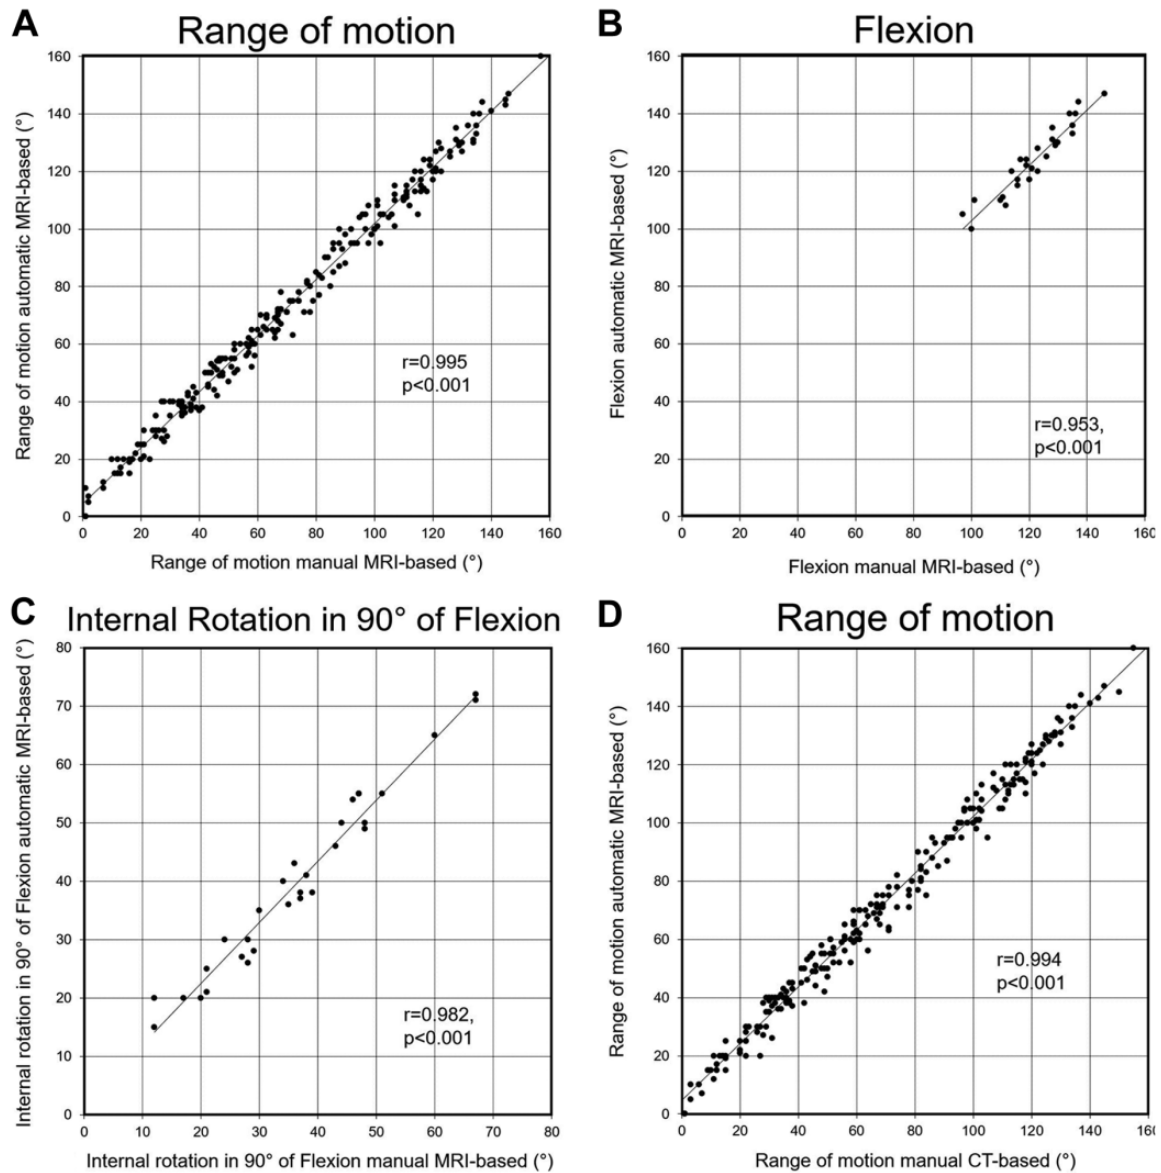 A
Range of motion
Range of motion automatic MRI-based (°)
160
140
120
100
80
60
40
20
0
r=0.995
p<0.001
0 20 40 60 80 100 120 140 160
Range of motion manual MRI-based (°)
B
Flexion
Flexion automatic MRI-based (°)
160
140
120
100
80
60
40
20
0
r=0.953,
p<0.001
0 20 40 60 80 100 120 140 160
Flexion manual MRI-based (°)
C
Internal Rotation in 90° of Flexion
Internal rotation in 90° of Flexion automatic MRI-based (°)
80
70
60
50
40
30
20
10
0
r=0.982,
p<0.001
0 10 20 30 40 50 60 70 80
Internal rotation in 90° of Flexion manual MRI-based (°)
D
Range of motion
Range of motion automatic MRI-based (°)
160
140
120
100
80
60
40
20
0
r=0.994
p<0.001
0 20 40 60 80 100 120 140 160
Range of motion manual CT-based (°)